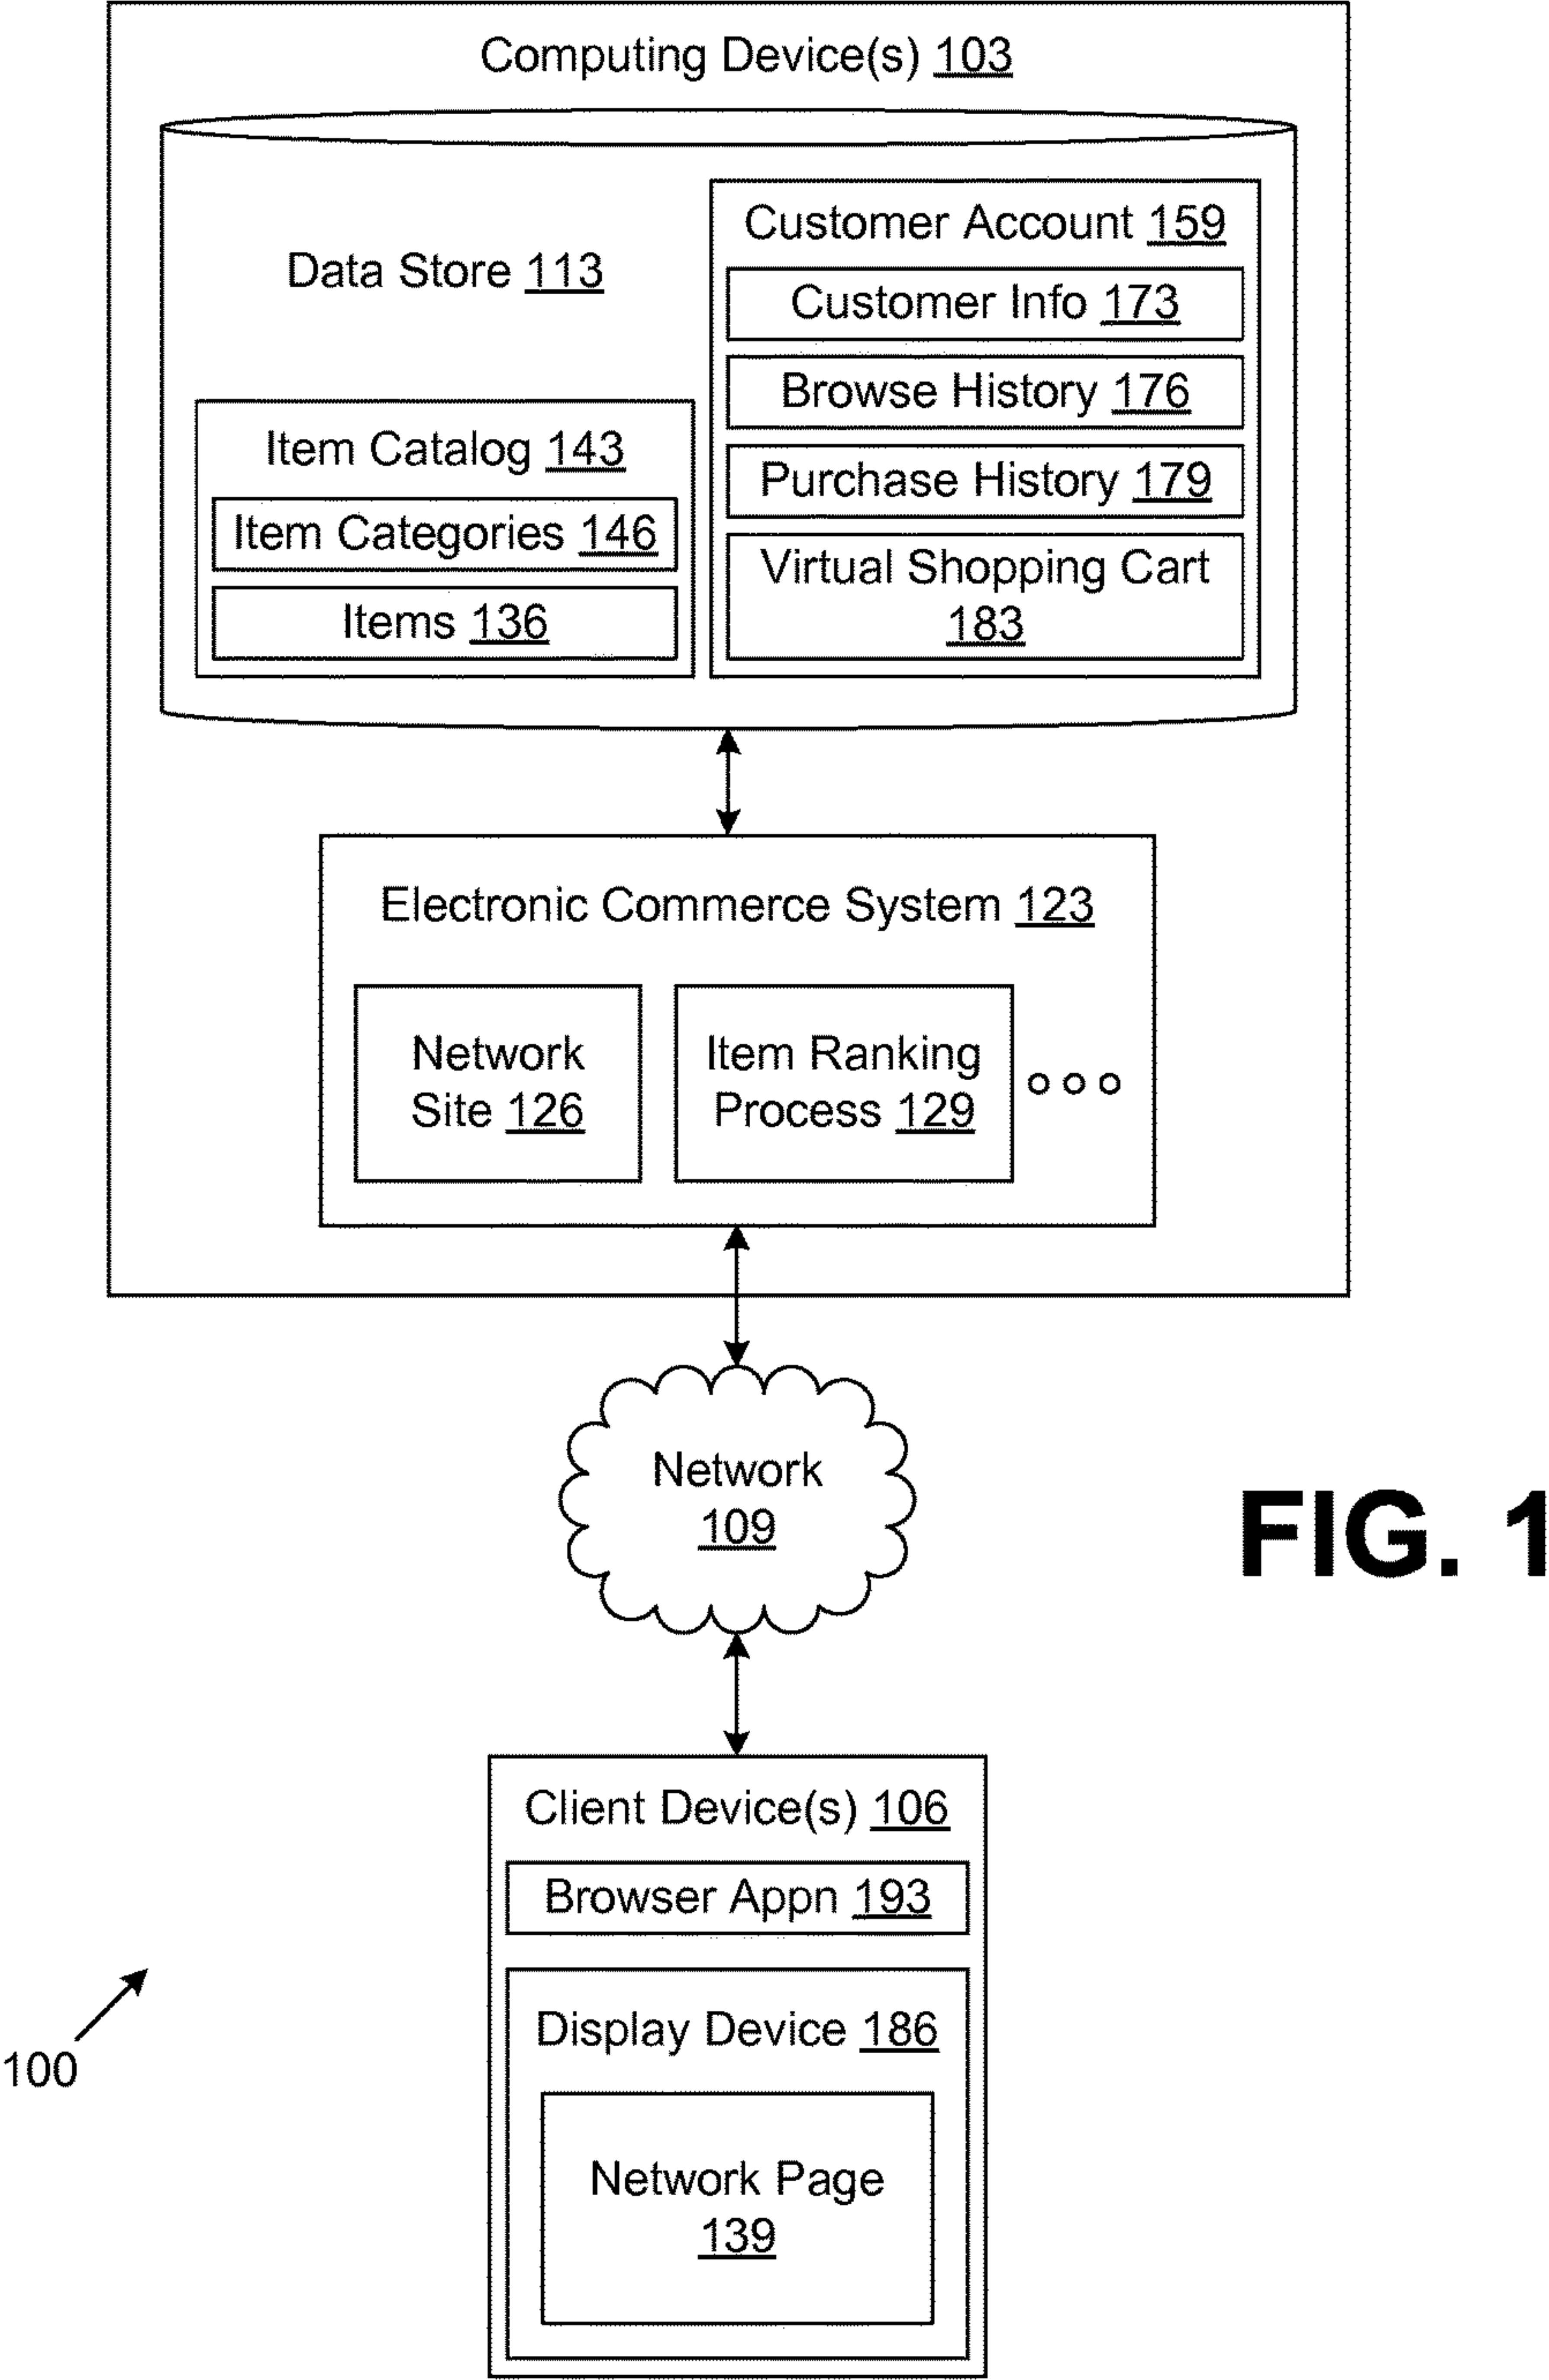 Computing Device(s) 103
Data Store 113
Customer Account 159
Customer Info 173
Browse History 176
Purchase History 179
Virtual Shopping Cart
183
Item Catalog 143
Item Categories 146
Items 136
Electronic Commerce System 123
Network
Site 126
Item Ranking
Process 129
Network
109
FIG. 1
Client Device(s) 106
Browser Appn 193
Display Device 186
Network Page
139
100